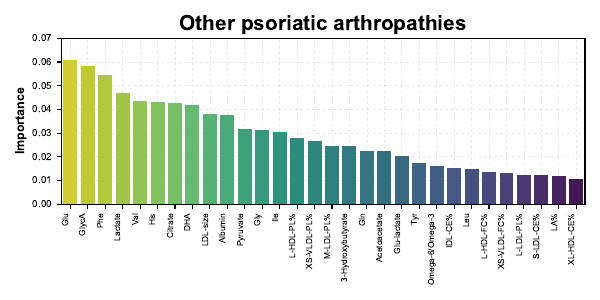 Other psoriatic arthropathies
Importance
0.07
0.06
0.05
0.04
0.03
0.02
0.01
0.00
Glu
GlycA
Phe
Lactate
Val
His
Citrate
DHA
LDL-size
Albumin
Pyruvate
Gly
Ile
L-HDL-PL%
XS-VLDL-PL%
M-LDL-PL%
3-Hydroxybutyrate
Gln
Acetoacetate
Glu-lactate
Tyr
Omega-6/Omega-3
IDL-CE%
Leu
L-HDL-FC%
XS-VLDL-FC%
L-LDL-PL%
S-LDL-CE%
LA%
XL-HDL-CE%